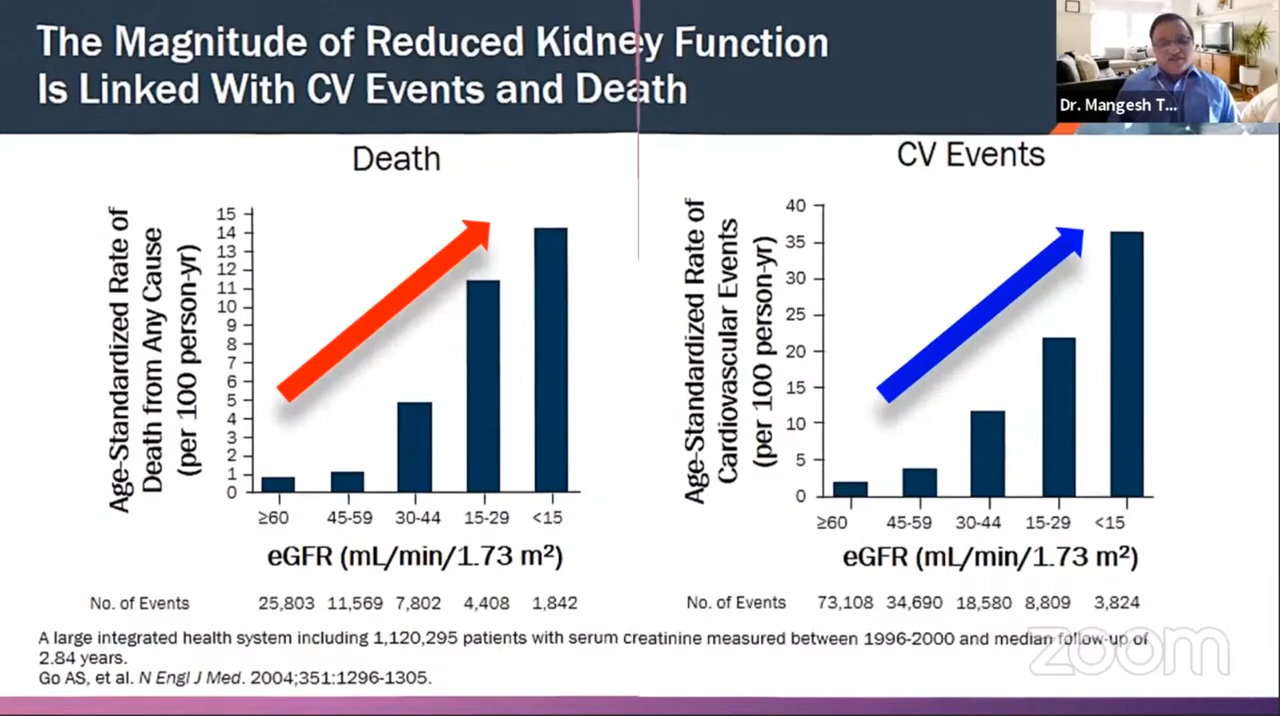 The Magnitude of Reduced Kidney Function
Is Linked With CV Events and Death
Dr. Mangesh T...
Death
Age-Standardized Rate of
Death from Any Cause
(per 100 person-yr)
15
14
13
12
11
10
9
8
7
6
5
4
3
2
1
0
≥60 45-59 30-44 15-29 <15
eGFR (mL/min/1.73 m²)
No. of Events 25,803 11,569 7,802 4,408 1,842
CV Events
Age-Standardized Rate of
Cardiovascular Events
(per 100 person-yr)
40
35
30
25
20
15
10
5
0
≥60 45-59 30-44 15-29 <15
eGFR (mL/min/1.73 m²)
No. of Events 73,108 34,690 18,580 8,809 3,824
A large integrated health system including 1,120,295 patients with serum creatinine measured between 1996-2000 and median follow-up of
2.84 years.
Go AS, et al. N Engl J Med. 2004;351:1296-1305.
zoom